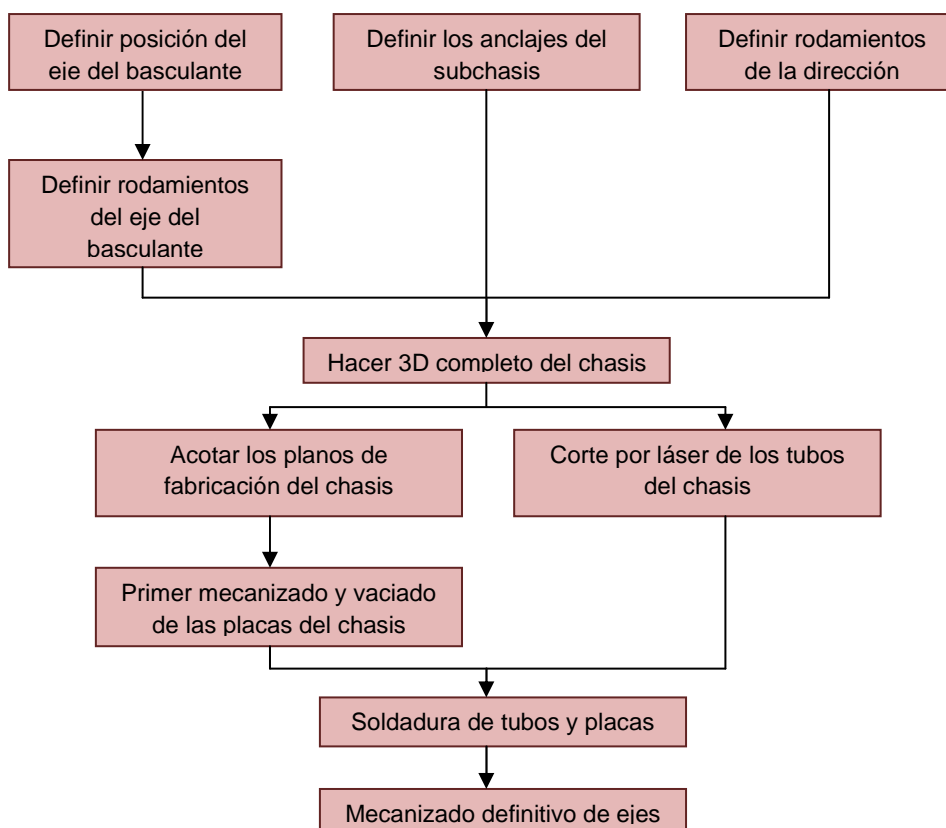 Definir posición del
eje del basculante
Definir los anclajes del
subchasis
Definir rodamientos
de la dirección
Definir rodamientos
del eje del
basculante
Hacer 3D completo del chasis
Acotar los planos de
fabricación del chasis
Corte por láser de los tubos
del chasis
Primer mecanizado y vaciado
de las placas del chasis
Soldadura de tubos y placas
Mecanizado definitivo de ejes